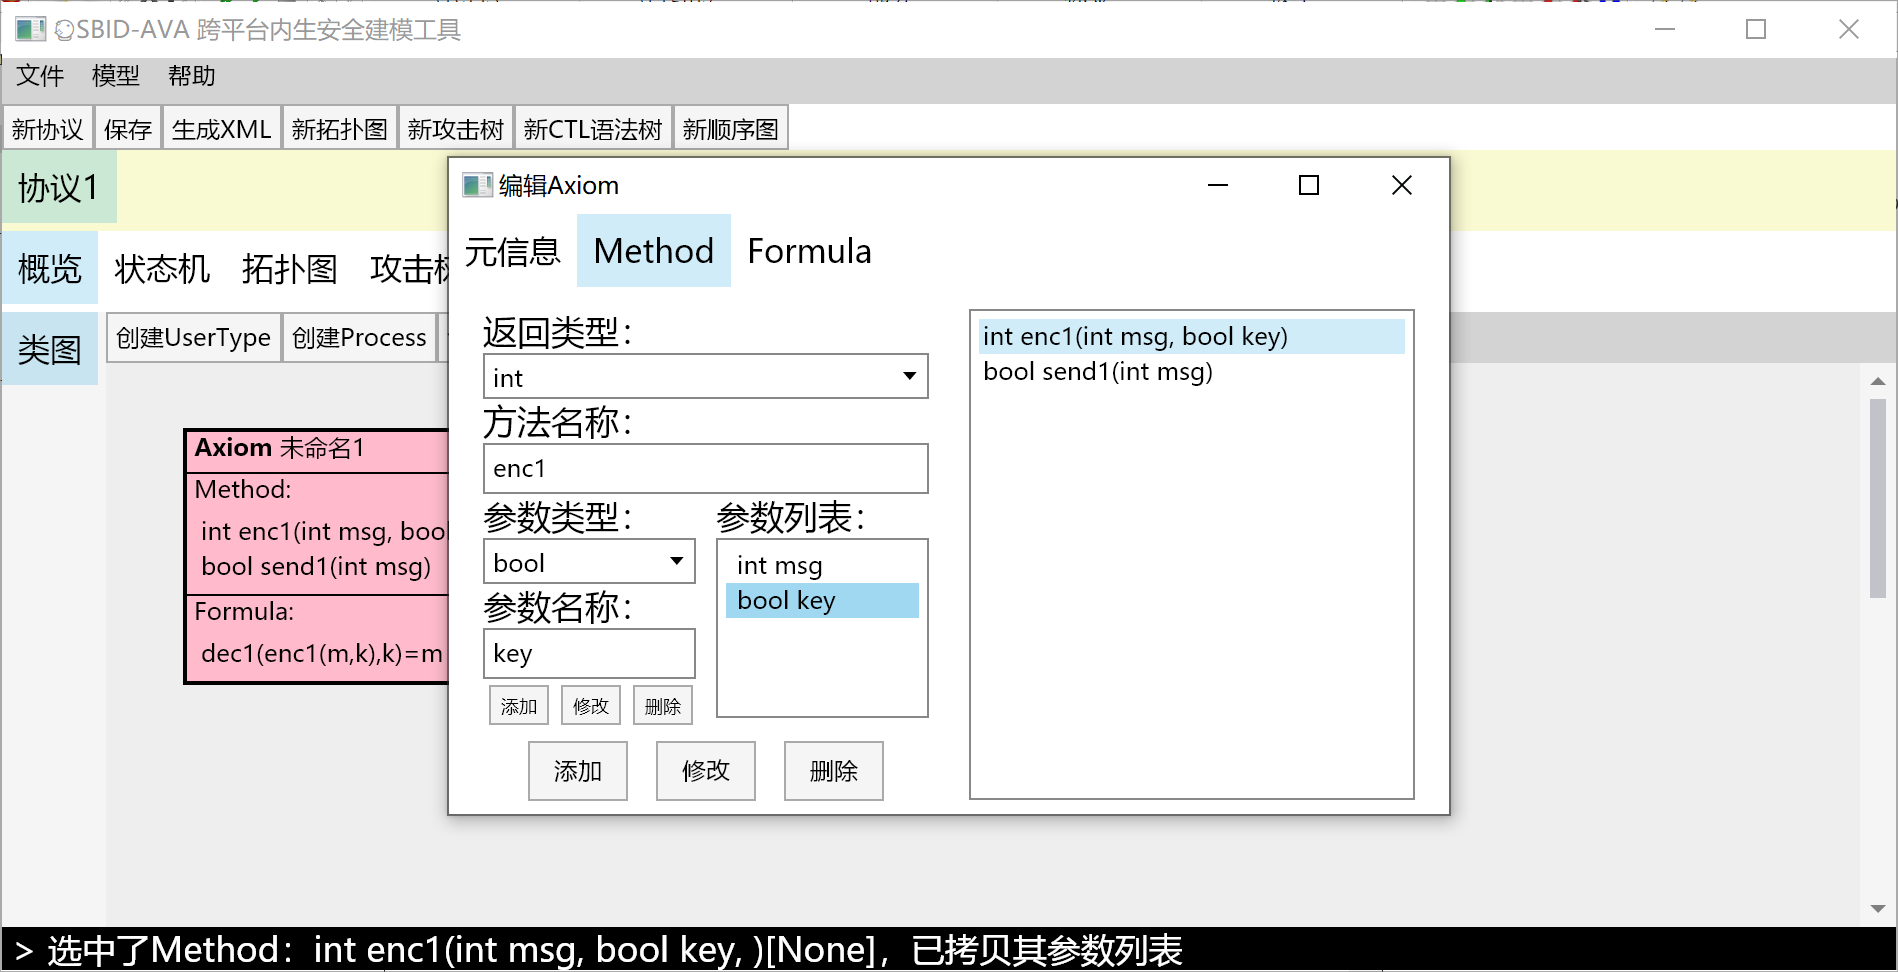 SBID-AVA 跨平台内生安全建模工具
文件 模型 帮助
新协议 保存 生成XML 新拓扑图 新攻击树 新CTL语法树 新顺序图
协议1
概览 状态机 拓扑图 攻击
类图 创建UserType 创建Process
Axiom 未命名1
Method:
int enc1(int msg, bool
bool send1(int msg)
Formula:
dec1(enc1(m,k),k)=m
编辑Axiom
元信息 Method Formula
返回类型：
int
方法名称：
enc1
参数类型：
bool
参数名称：
key
添加 修改 删除
参数列表：
int msg
bool key
添加 修改 删除
int enc1(int msg, bool key)
bool send1(int msg)
> 选中了Method：int enc1(int msg, bool key, )[None]，已拷贝其参数列表